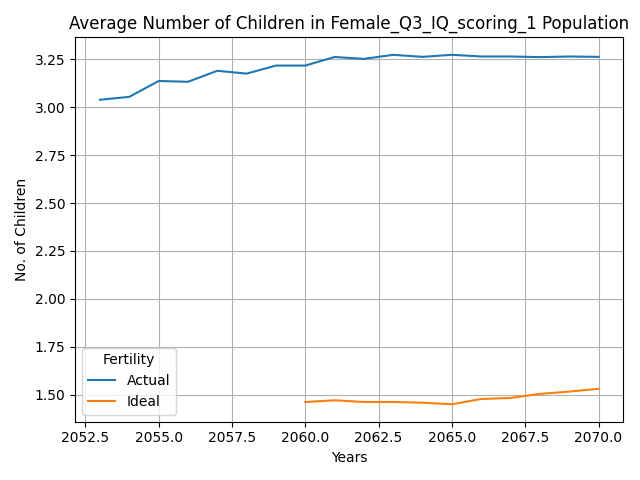 Average Number of Children in Female_Q3_IQ_scoring_1 Population
No. of Children
3.25
3.00
2.75
2.50
2.25
2.00
1.75
1.50
Fertility
Actual
Ideal
2052.5 2055.0 2057.5 2060.0 2062.5 2065.0 2067.5 2070.0
Years